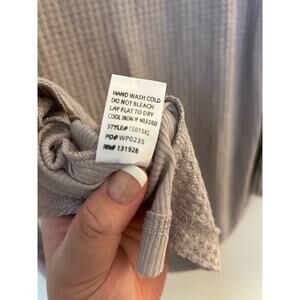 HAND WASH COLD
DO NOT BLEACH
LAY FLAT TO DRY
COOL IRON IF NEEDED
STYLE# TS015XL
PO# WP0235
RN# 131928